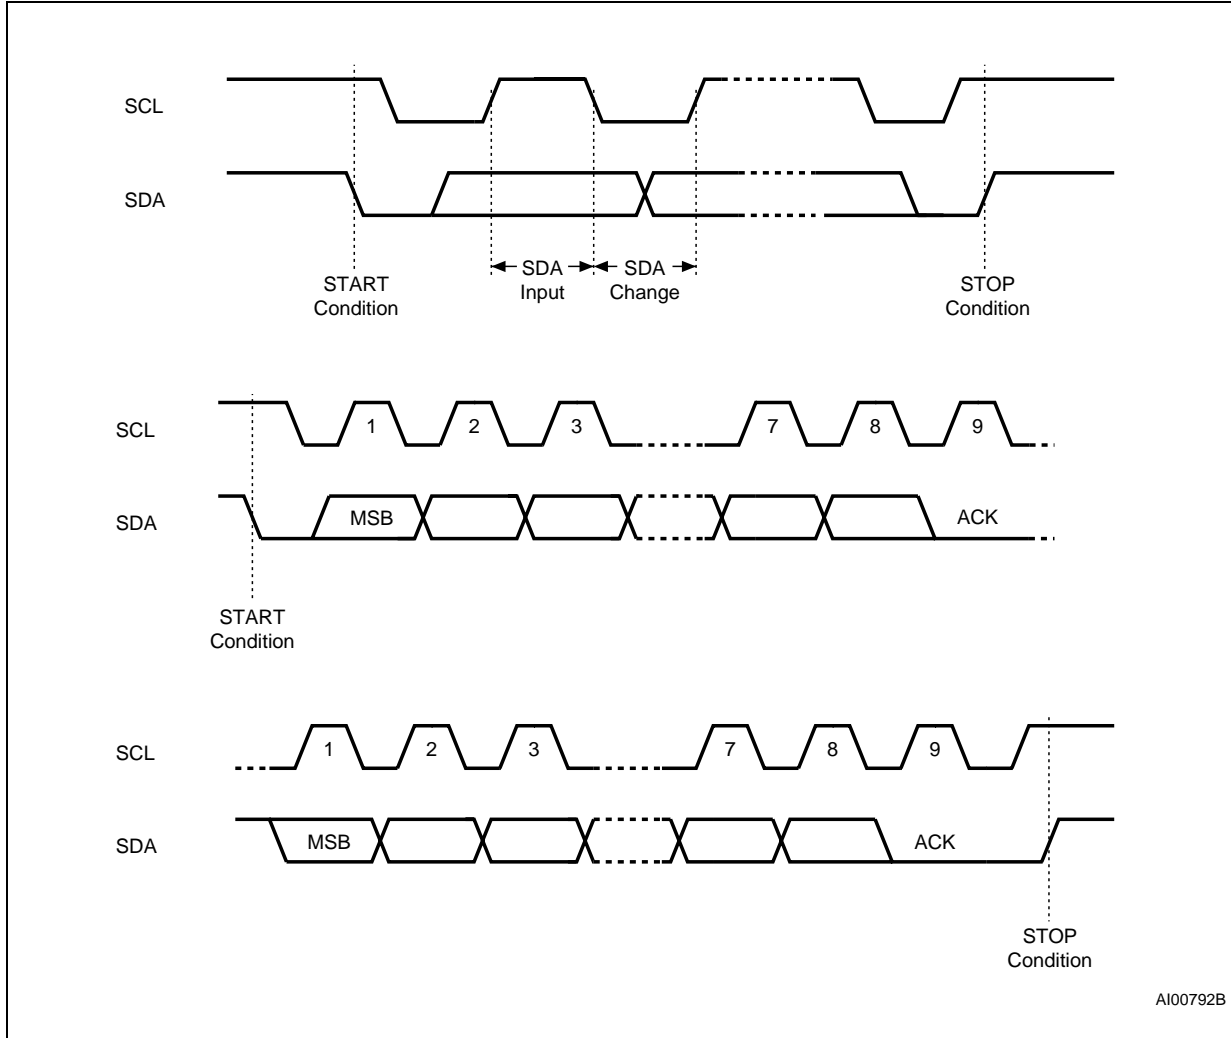 SCL
SDA
SDA
Input
SDA
Change
START
Condition
STOP
Condition
SCL
1
2
3
7
8
9
SDA
MSB
ACK
START
Condition
SCL
1
2
3
7
8
9
SDA
MSB
ACK
STOP
Condition
AI00792B